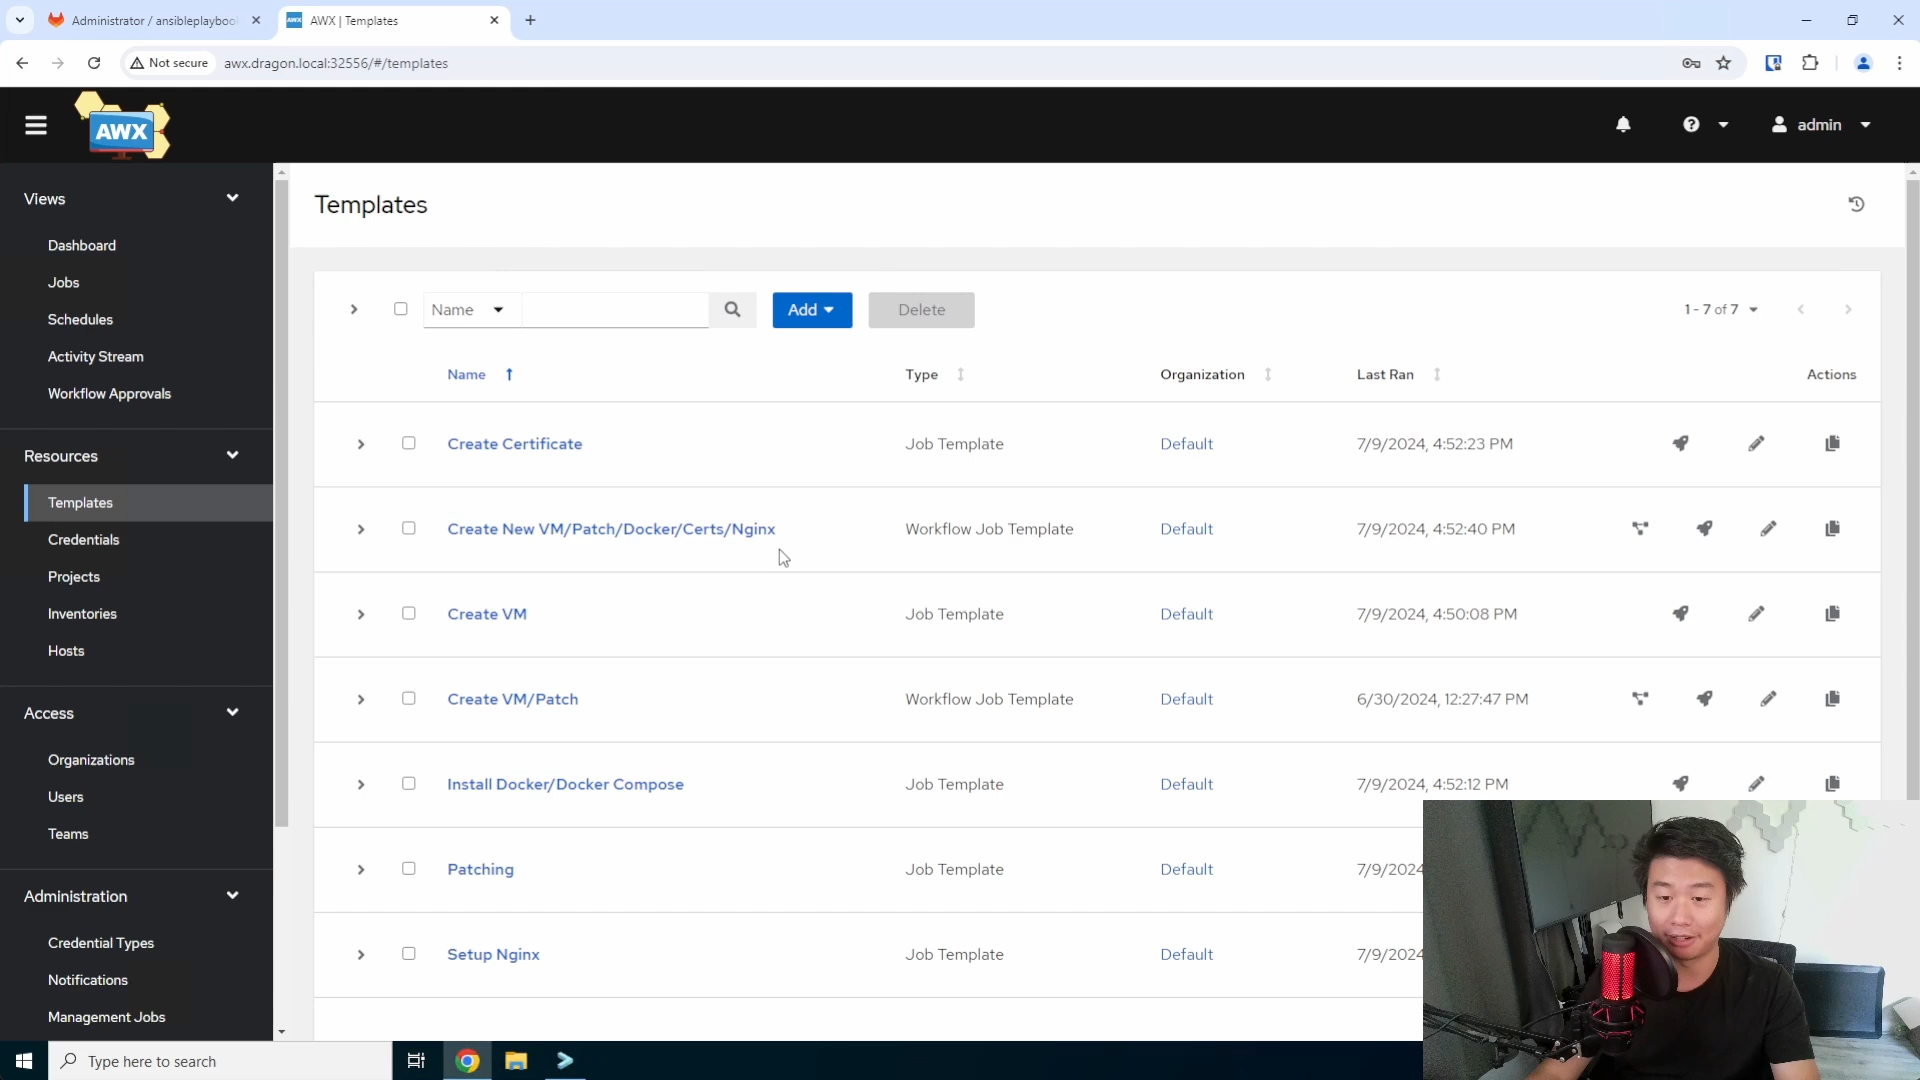 Administrator / ansibleplaybook
AWX | Templates
Not secure
awx.dragon.local:32556/#/templates
AWX
admin
Views
Dashboard
Jobs
Schedules
Activity Stream
Workflow Approvals
Resources
Templates
Credentials
Projects
Inventories
Hosts
Access
Organizations
Users
Teams
Administration
Credential Types
Notifications
Management Jobs
Templates
Name
Add
Delete
1 - 7 of 7
Name Type Organization Last Ran Actions
Create Certificate Job Template Default 7/9/2024, 4:52:23 PM
Create New VM/Patch/Docker/Certs/Nginx Workflow Job Template Default 7/9/2024, 4:52:40 PM
Create VM Job Template Default 7/9/2024, 4:50:08 PM
Create VM/Patch Workflow Job Template Default 6/30/2024, 12:27:47 PM
Install Docker/Docker Compose Job Template Default 7/9/2024, 4:52:12 PM
Patching Job Template Default 7/9/2024
Setup Nginx Job Template Default 7/9/2024
Type here to search